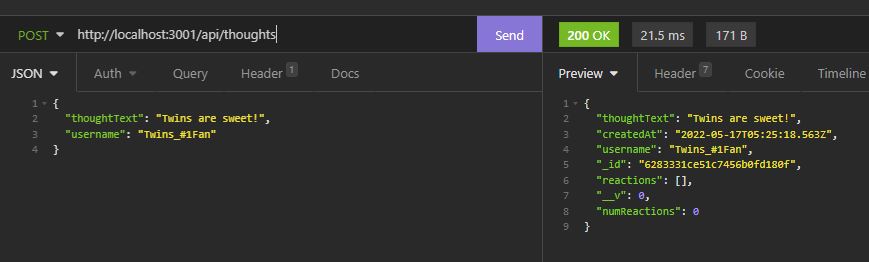 POST http://localhost:3001/api/thoughts Send 200 OK 21.5 ms 171 B
JSON Auth Query Header 1 Docs Preview Header 7 Cookie Timeline
1 {
2 "thoughtText": "Twins are sweet!",
3 "username": "Twins_#1Fan"
4 }
1 {
2 "thoughtText": "Twins are sweet!",
3 "createdAt": "2022-05-17T05:25:18.563Z",
4 "username": "Twins_#1Fan",
5 "_id": "6283331ce51c7456b0fd180f",
6 "reactions": [],
7 "__v": 0,
8 "numReactions": 0
9 }